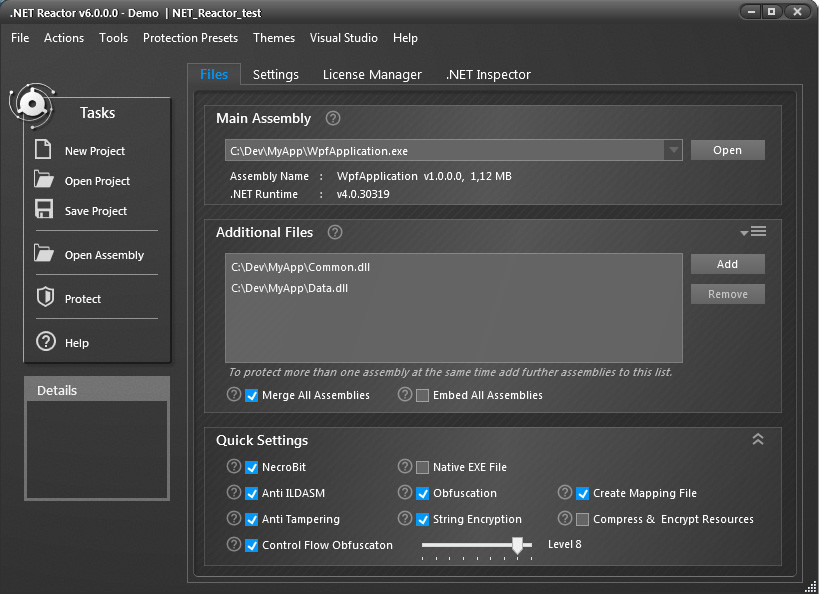 .NET Reactor v6.0.0.0 - Demo | NET_Reactor_test
File Actions Tools Protection Presets Themes Visual Studio Help
Files Settings License Manager .NET Inspector
Tasks
New Project
Open Project
Save Project
Open Assembly
Protect
Help
Details
Main Assembly ?
C:\Dev\MyApp\WpfApplication.exe Open
Assembly Name : WpfApplication v1.0.0.0, 1,12 MB
.NET Runtime : v4.0.30319
Additional Files ?
C:\Dev\MyApp\Common.dll Add
C:\Dev\MyApp\Data.dll Remove
To protect more than one assembly at the same time add further assemblies to this list.
? Merge All Assemblies ? Embed All Assemblies
Quick Settings
? NecroBit ? Native EXE File
? Anti ILDASM ? Obfuscation ? Create Mapping File
? Anti Tampering ? String Encryption ? Compress & Encrypt Resources
? Control Flow Obfuscaton Level 8